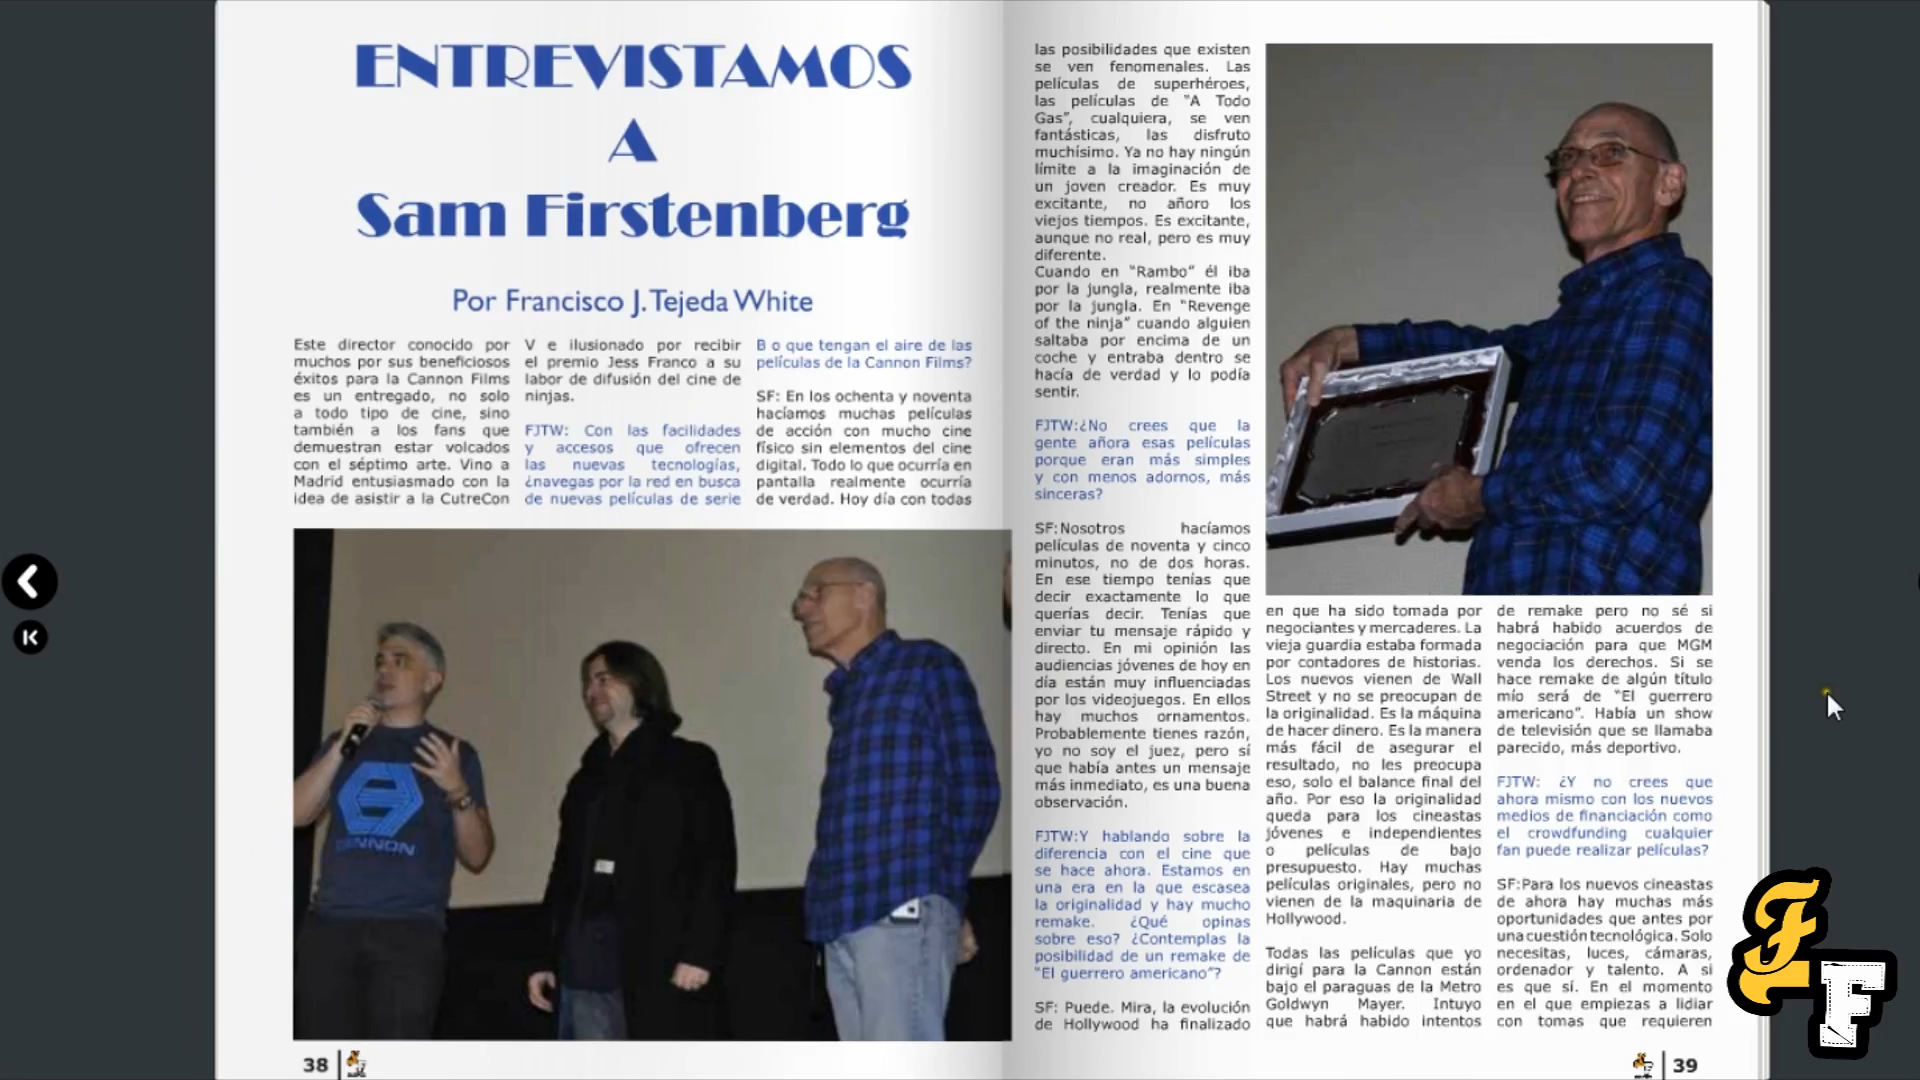 ENTREVISTAMOS
A
Sam Firstenberg
Por Francisco J. Tejeda White
Este director conocido por
muchos por sus beneficiosos
éxitos para la Cannon Films
es un entregado, no solo
a todo tipo de cine, sino
también a los fans que
demuestran estar volcados
con el séptimo arte. Vino a
Madrid entusiasmado con la
idea de asistir a la CutreCon
V e ilusionado por recibir
el premio Jess Franco a su
labor de difusión del cine de
ninjas.
FJTW: Con las facilidades
y accesos que ofrecen
las nuevas tecnologías,
¿navegas por la red en busca
de nuevas películas de serie
B o que tengan el aire de las
películas de la Cannon Films?
SF: En los ochenta y noventa
hacíamos muchas películas
de acción con mucho cine
físico sin elementos del cine
digital. Todo lo que ocurría en
pantalla realmente ocurría
de verdad. Hoy día con todas
CANNON
38
las posibilidades que existen
se ven fenomenales. Las
películas de superhéroes,
las películas de "A Todo
Gas", cualquiera, se ven
fantásticas, las disfruto
muchísimo. Ya no hay ningún
límite a la imaginación de
un joven creador. Es muy
excitante, no añoro los
viejos tiempos. Es excitante,
aunque no real, pero es muy
diferente.
Cuando en "Rambo" él iba
por la jungla, realmente iba
por la jungla. En "Revenge
of the ninja" cuando alguien
saltaba por encima de un
coche y entraba dentro se
hacía de verdad y lo podía
sentir.
FJTW:¿No crees que la
gente añora esas películas
porque eran más simples
y con menos adornos, más
sinceras?
SF:Nosotros hacíamos
películas de noventa y cinco
minutos, no de dos horas.
En ese tiempo tenías que
decir exactamente lo que
querías decir. Tenías que
enviar tu mensaje rápido y
directo. En mi opinión las
audiencias jóvenes de hoy en
día están muy influenciadas
por los videojuegos. En ellos
hay muchos ornamentos.
Probablemente tienes razón,
yo no soy el juez, pero sí
que había antes un mensaje
más inmediato, es una buena
observación.
FJTW:Y hablando sobre la
diferencia con el cine que
se hace ahora. Estamos en
una era en la que escasea
la originalidad y hay mucho
remake. ¿Qué opinas
sobre eso? ¿Contemplas la
posibilidad de un remake de
"El guerrero americano"?
SF: Puede. Mira, la evolución
de Hollywood ha finalizado
en que ha sido tomada por
negociantes y mercaderes. La
vieja guardia estaba formada
por contadores de historias.
Los nuevos vienen de Wall
Street y no se preocupan de
la originalidad. Es la máquina
de hacer dinero. Es la manera
más fácil de asegurar el
resultado, no les preocupa
eso, solo el balance final del
año. Por eso la originalidad
queda para los cineastas
jóvenes e independientes
o películas de bajo
presupuesto. Hay muchas
películas originales, pero no
vienen de la maquinaria de
Hollywood.
Todas las películas que yo
dirigí para la Cannon están
bajo el paraguas de la Metro
Goldwyn Mayer. Intuyo
que habrá habido intentos
de remake pero no sé si
habrá habido acuerdos de
negociación para que MGM
venda los derechos. Si se
hace remake de algún título
mío será de "El guerrero
americano". Había un show
de televisión que se llamaba
parecido, más deportivo.
FJTW: ¿Y no crees que
ahora mismo con los nuevos
medios de financiación como
el crowdfunding cualquier
fan puede realizar películas?
SF:Para los nuevos cineastas
de ahora hay muchas más
oportunidades que antes por
una cuestión tecnológica. Solo
necesitas, luces, cámaras,
ordenador y talento. A si
es que sí. En el momento
en el que empiezas a lidiar
con tomas que requieren
39
F
F